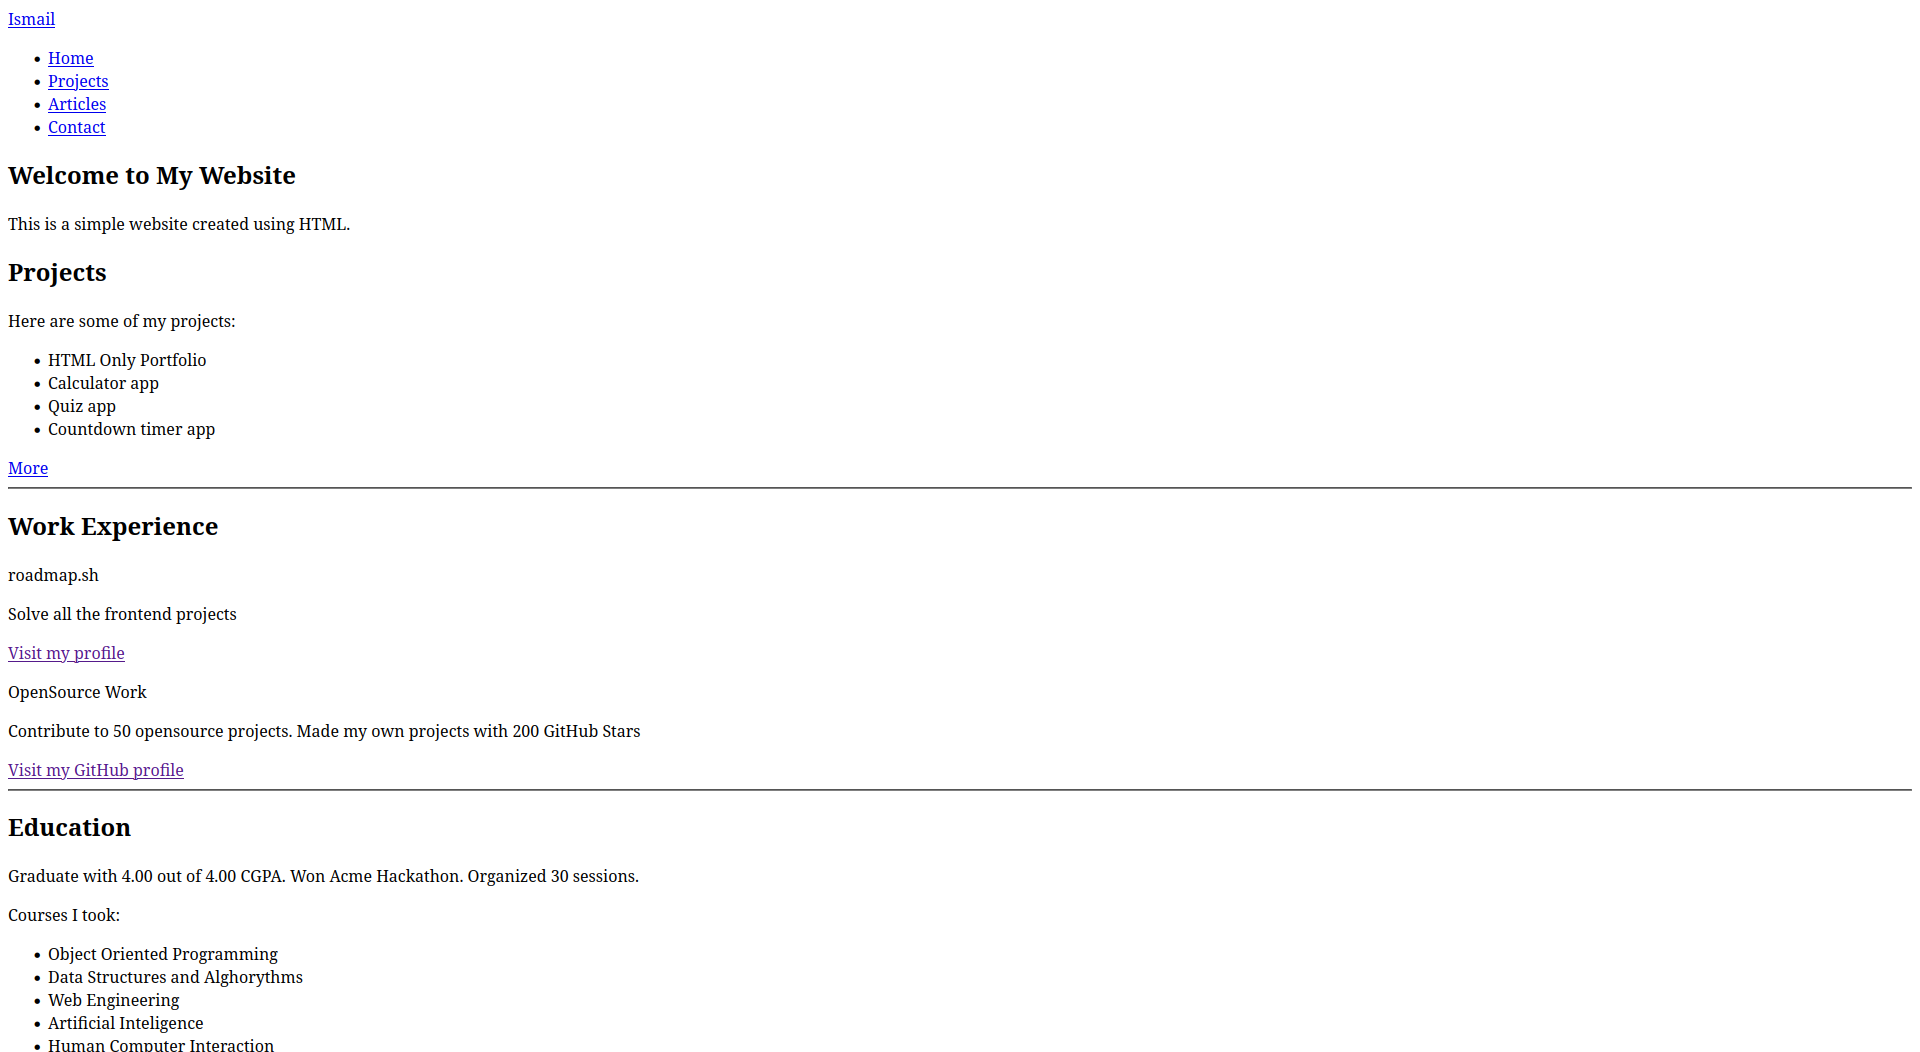 Ismail
Home
Projects
Articles
Contact
Welcome to My Website
This is a simple website created using HTML.
Projects
Here are some of my projects:
HTML Only Portfolio
Calculator app
Quiz app
Countdown timer app
More
Work Experience
roadmap.sh
Solve all the frontend projects
Visit my profile
OpenSource Work
Contribute to 50 opensource projects. Made my own projects with 200 GitHub Stars
Visit my GitHub profile
Education
Graduate with 4.00 out of 4.00 CGPA. Won Acme Hackathon. Organized 30 sessions.
Courses I took:
Object Oriented Programming
Data Structures and Alghorythms
Web Engineering
Artificial Inteligence
Human Computer Interaction